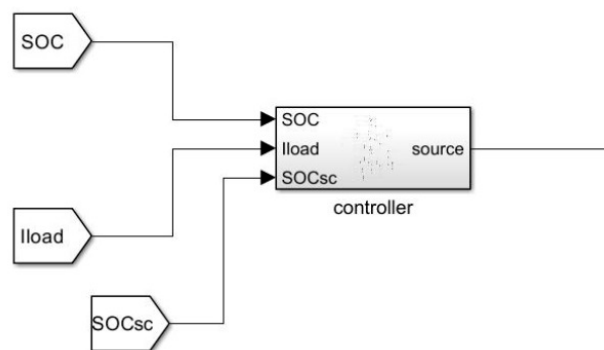 SOC
SOC
Iload
source
SOCsc
controller
Iload
SOCsc